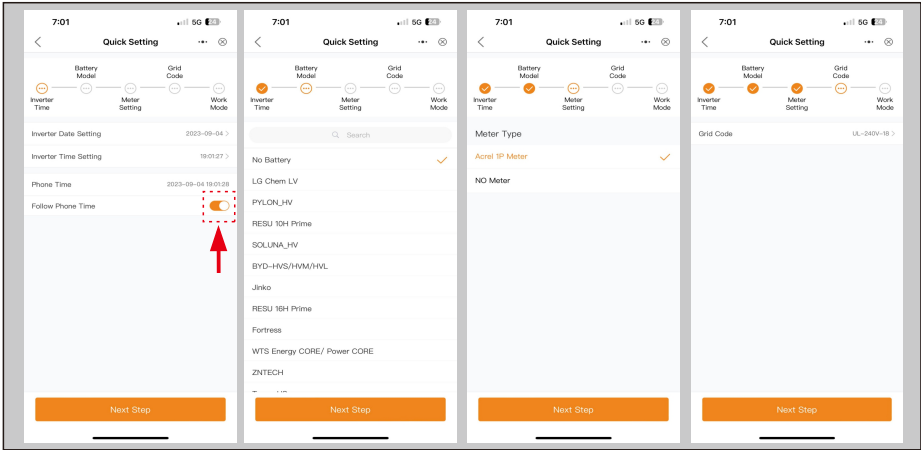 7:01
5G 24
Quick Setting
Battery Model
Grid Code
Inverter Time
Meter Setting
Work Mode
Inverter Date Setting 2023-09-04 >
Inverter Time Setting 19:01:27 >
Phone Time 2023-09-04 19:01:28
Follow Phone Time
Next Step
7:01
5G 24
Quick Setting
Battery Model
Grid Code
Inverter Time
Meter Setting
Work Mode
Search
No Battery
LG Chem LV
PYLON_HV
RESU 10H Prime
SOLUNA_HV
BYD-HVS/HVM/HVL
Jinko
RESU 16H Prime
Fortress
WTS Energy CORE/ Power CORE
ZNTECH
Next Step
7:01
5G 24
Quick Setting
Battery Model
Grid Code
Inverter Time
Meter Setting
Work Mode
Meter Type
Acrel 1P Meter
NO Meter
Next Step
7:01
5G 24
Quick Setting
Battery Model
Grid Code
Inverter Time
Meter Setting
Work Mode
Grid Code UL-240V-18 >
Next Step